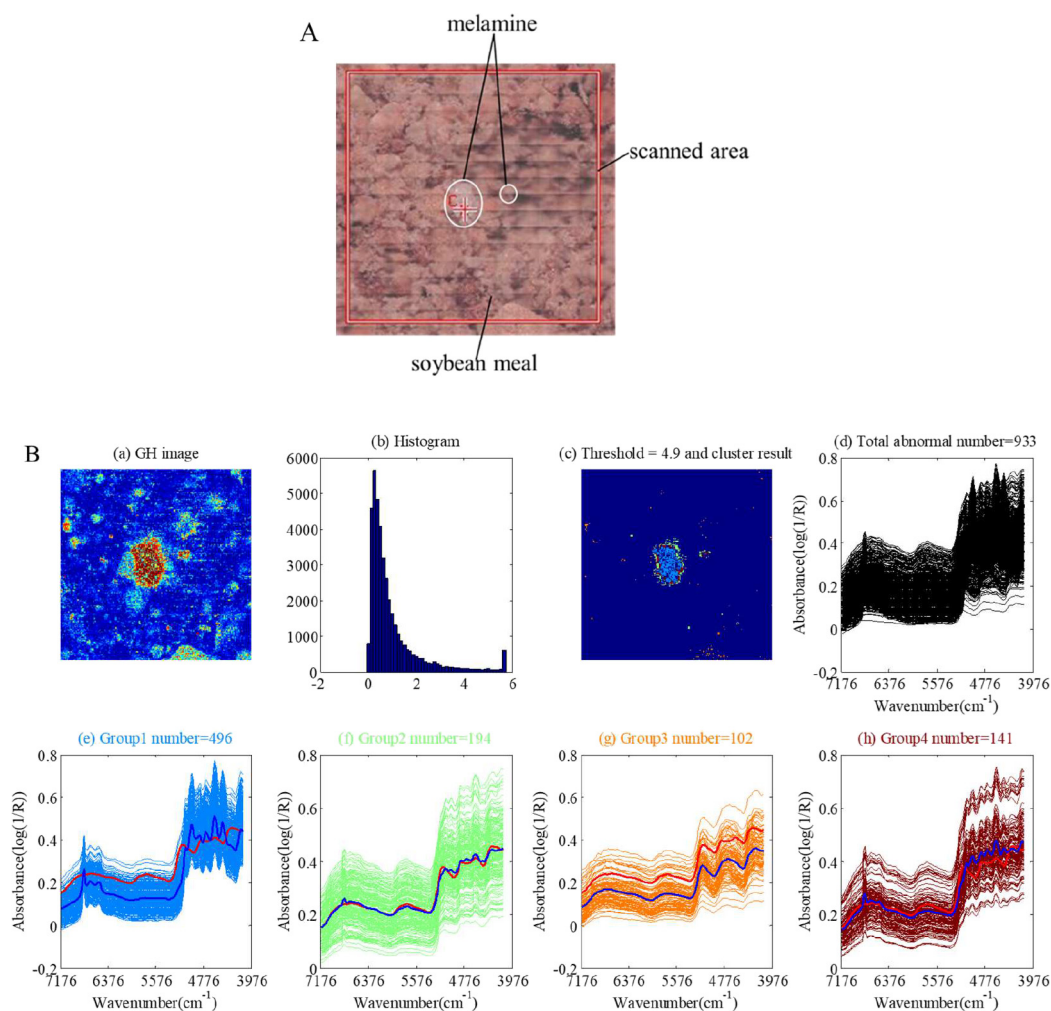 A
melamine
scanned area
C
soybean meal
B
(a) GH image
(b) Histogram
6000
5000
4000
3000
2000
1000
0
-2 0 2 4 6
(c) Threshold = 4.9 and cluster result
(d) Total abnormal number=933
Absorbance(log(1/R))
0.8
0.6
0.4
0.2
0
-0.2
7176 6376 5576 4776 3976
Wavenumber(cm-1)
(e) Group1 number=496
Absorbance(log(1/R))
0.8
0.6
0.4
0.2
0
-0.2
7176 6376 5576 4776 3976
Wavenumber(cm-1)
(f) Group2 number=194
Absorbance(log(1/R))
0.8
0.6
0.4
0.2
0
7176 6376 5576 4776 3976
Wavenumber(cm-1)
(g) Group3 number=102
Absorbance(log(1/R))
0.8
0.6
0.4
0.2
0
7176 6376 5576 4776 3976
Wavenumber(cm-1)
(h) Group4 number=141
Absorbance(log(1/R))
0.8
0.6
0.4
0.2
0
7176 6376 5576 4776 3976
Wavenumber(cm-1)